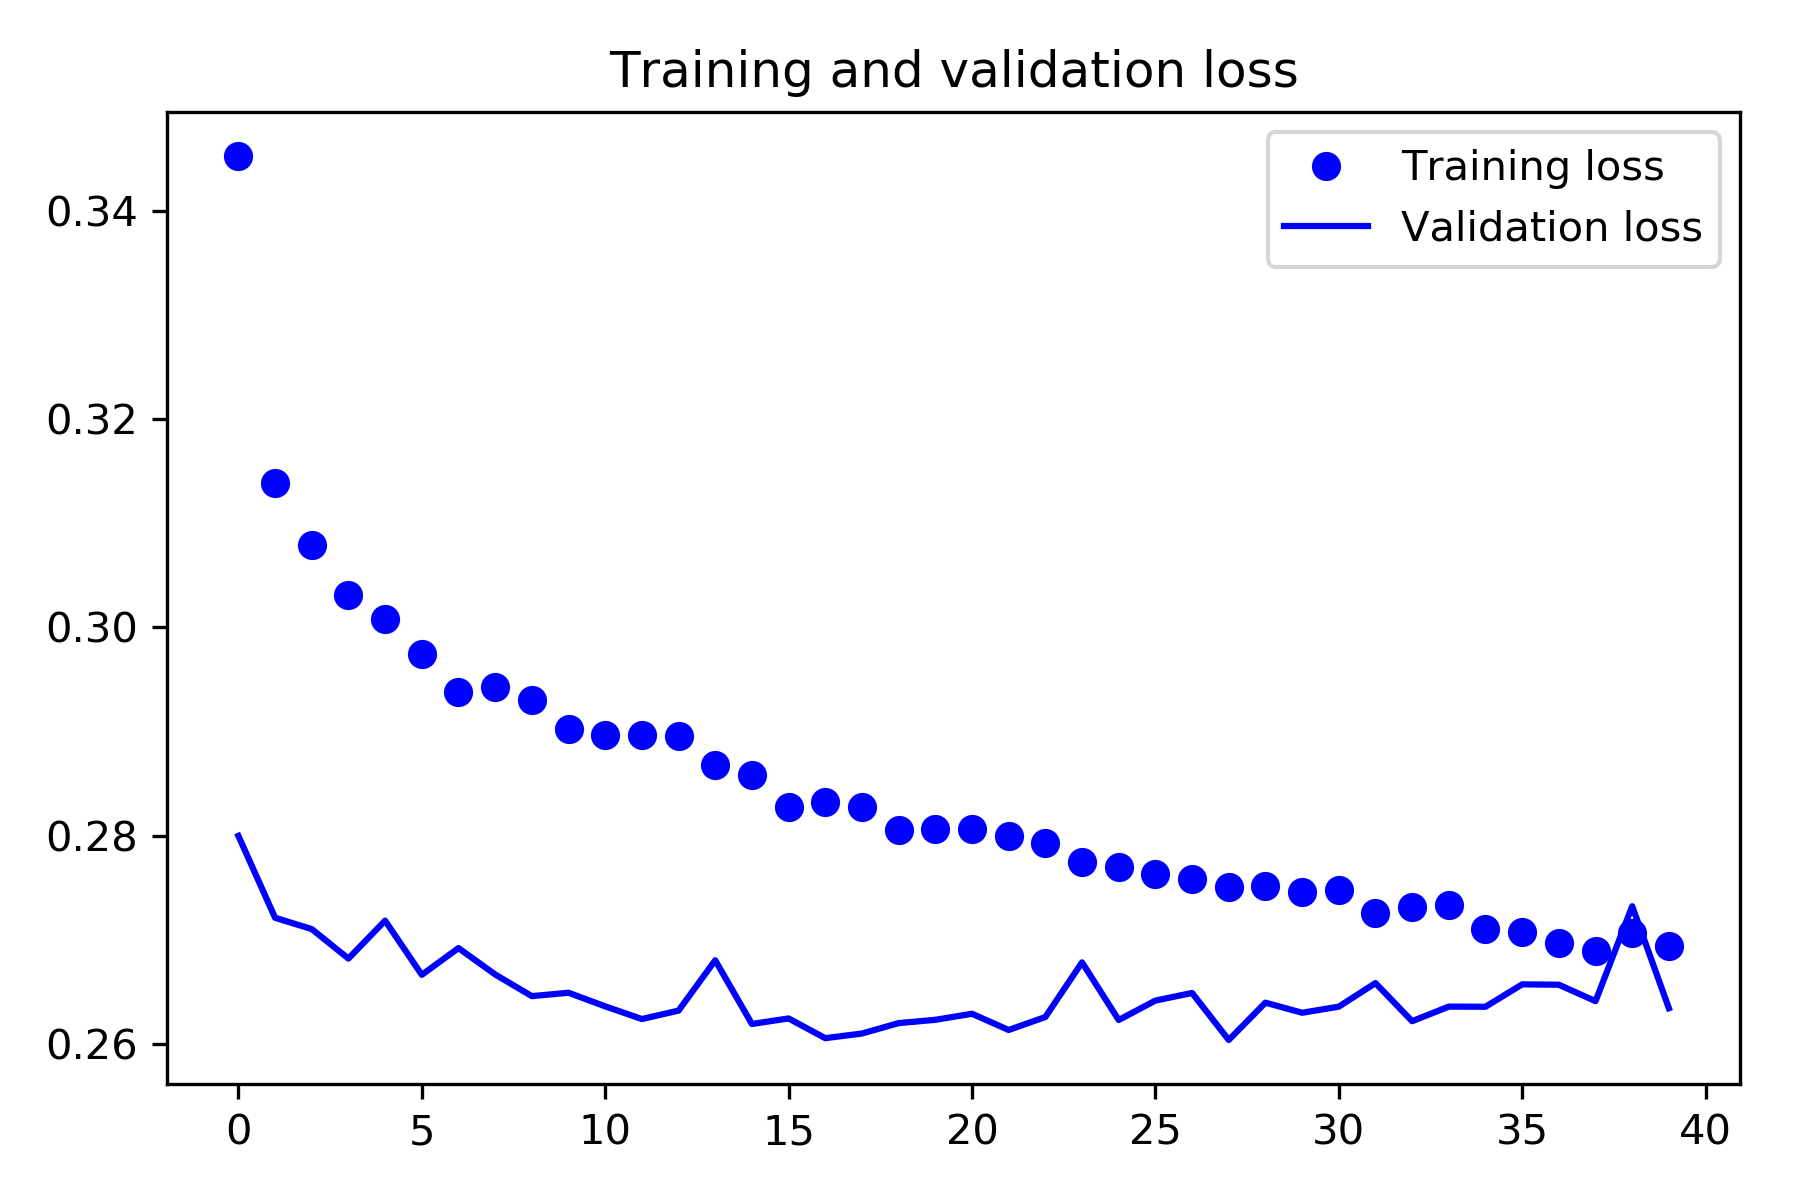 Training and validation loss
Training loss
Validation loss
0.34
0.32
0.30
0.28
0.26
0 5 10 15 20 25 30 35 40